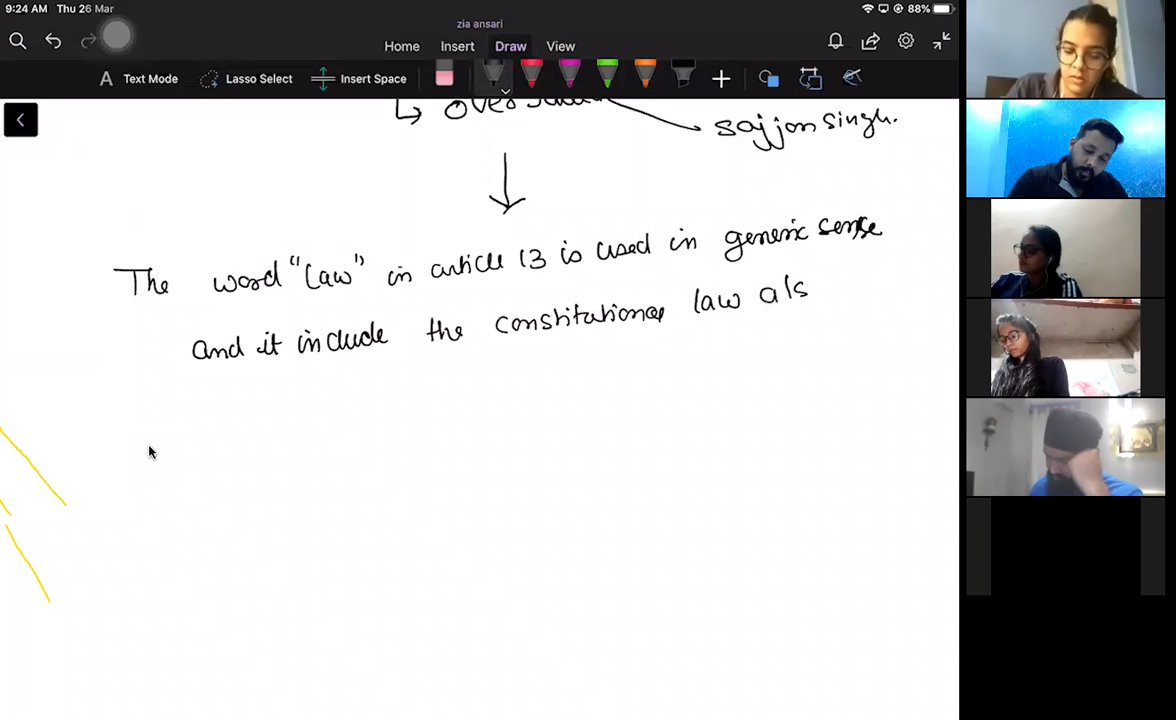 9:24 AM Thu 26 Mar
88%
zia ansari
Home Insert Draw View
Text Mode Lasso Select Insert Space
↳
sajjan singh.
The word "law" in article 13 is used in generic sense
and it include the constitutional law als